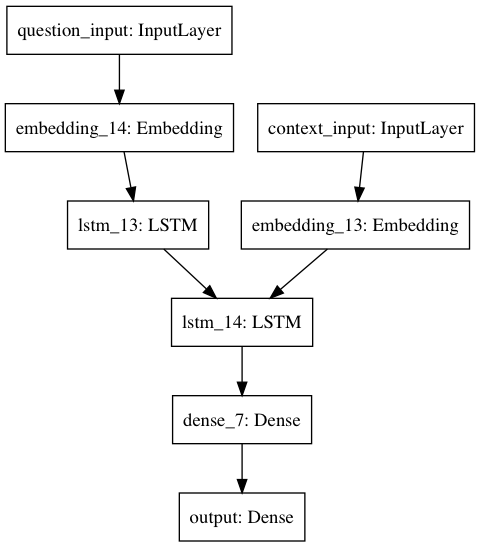 question_input: InputLayer
embedding_14: Embedding
context_input: InputLayer
lstm_13: LSTM
embedding_13: Embedding
lstm_14: LSTM
dense_7: Dense
output: Dense